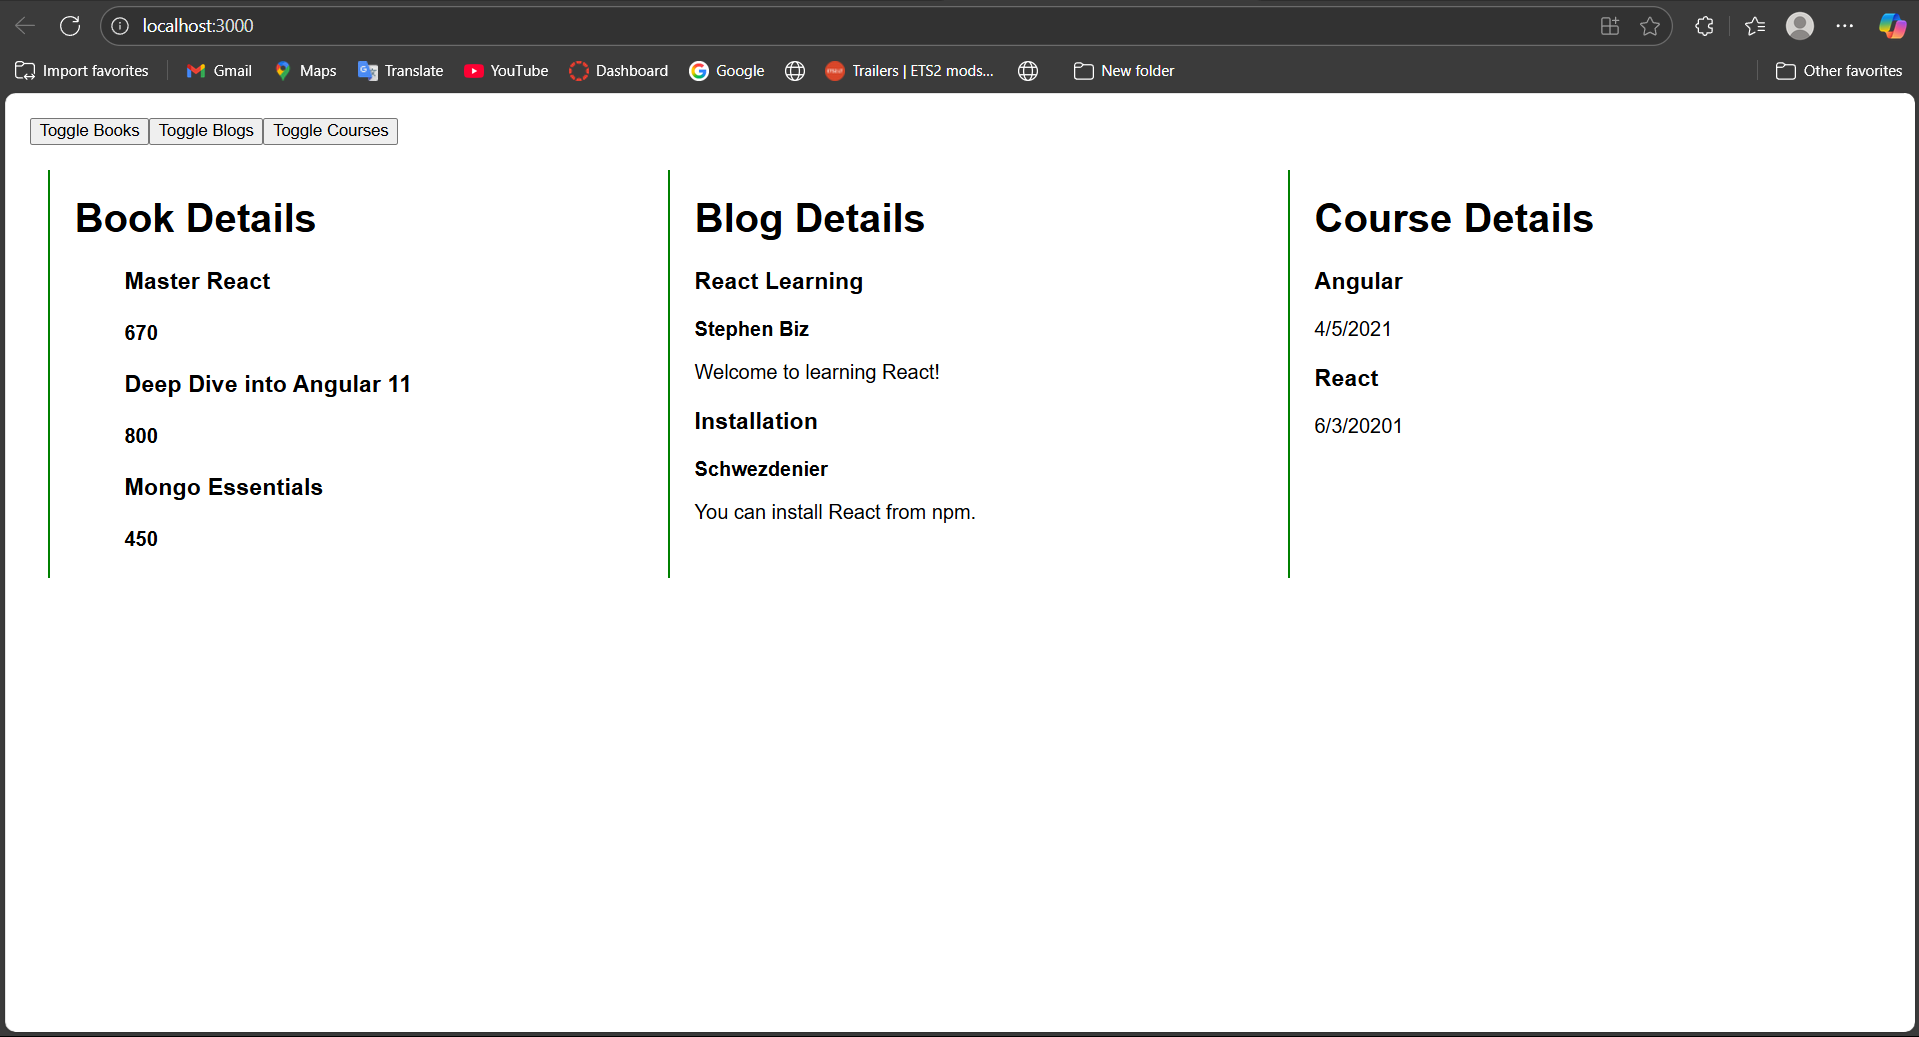 localhost:3000
Import favorites Gmail Maps Translate YouTube Dashboard Google Trailers | ETS2 mods... New folder Other favorites
Toggle Books Toggle Blogs Toggle Courses
Book Details
Master React
670
Deep Dive into Angular 11
800
Mongo Essentials
450
Blog Details
React Learning
Stephen Biz
Welcome to learning React!
Installation
Schwezdenier
You can install React from npm.
Course Details
Angular
4/5/2021
React
6/3/20201